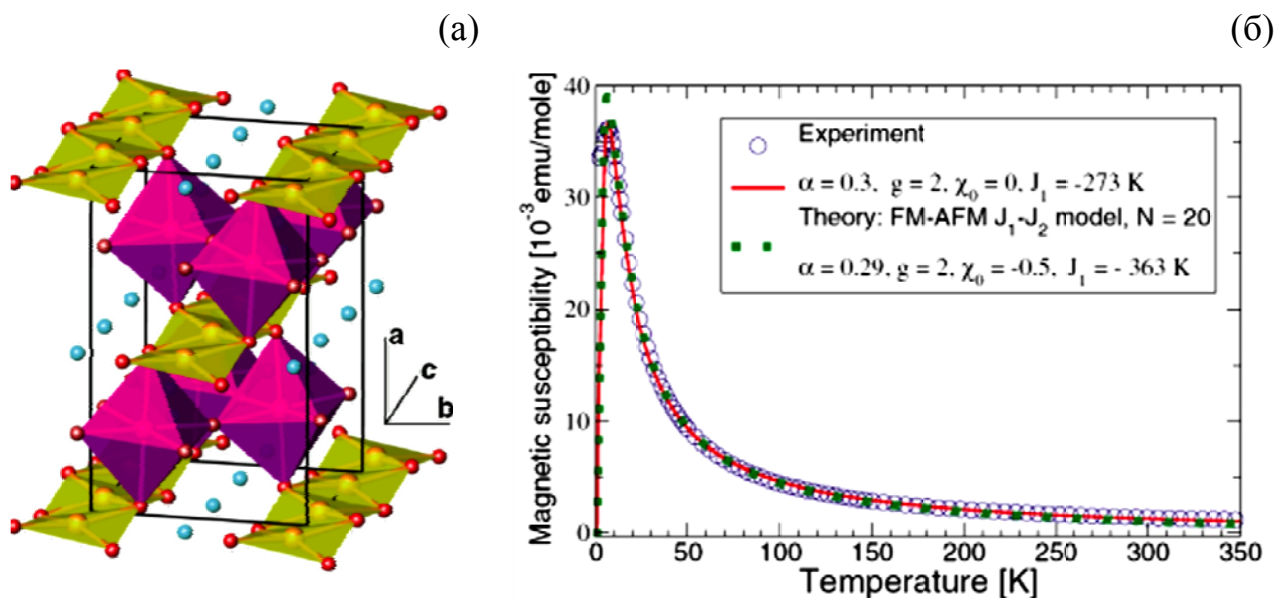 (а)
(б)
a
c
b
Magnetic susceptibility [10⁻³ emu/mole]
40
30
20
10
0
Experiment
α = 0.3, g = 2, χ₀ = 0, J₁ = -273 K
Theory: FM-AFM J₁-J₂ model, N = 20
α = 0.29, g = 2, χ₀ = -0.5, J₁ = - 363 K
0 50 100 150 200 250 300 350
Temperature [K]